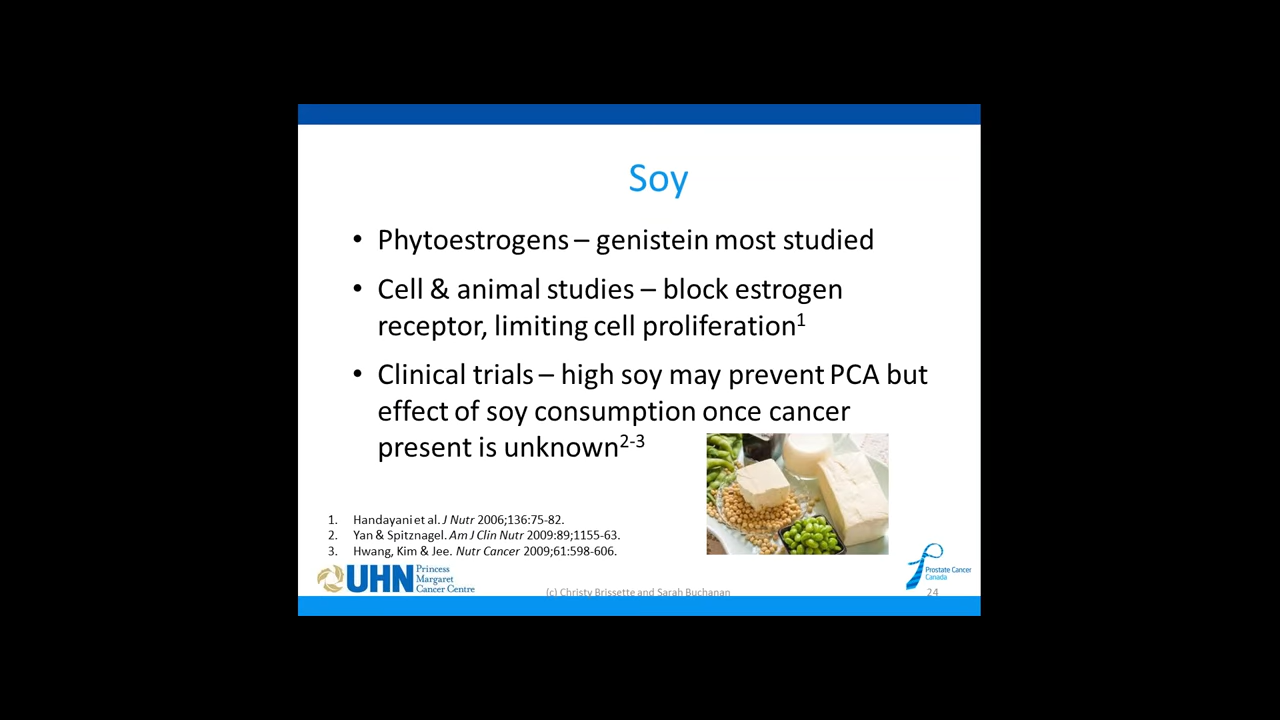 Soy
• Phytoestrogens – genistein most studied
• Cell & animal studies – block estrogen
receptor, limiting cell proliferation1
• Clinical trials – high soy may prevent PCA but
effect of soy consumption once cancer
present is unknown2-3
1. Handayani et al. J Nutr 2006;136:75-82.
2. Yan & Spitznagel. Am J Clin Nutr 2009:89;1155-63.
3. Hwang, Kim & Jee. Nutr Cancer 2009;61:598-606.
UHN
Princess
Margaret
Cancer Centre
(c) Christy Brissette and Sarah Buchanan
Prostate Cancer
Canada
24